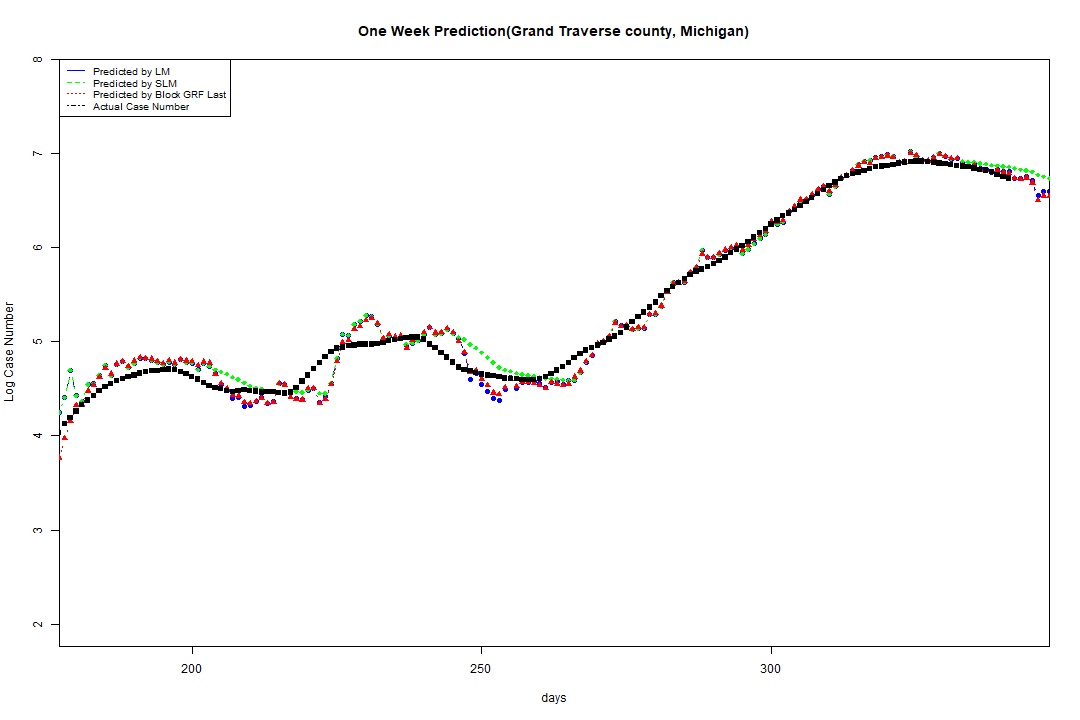 One Week Prediction(Grand Traverse county, Michigan)
Predicted by LM
Predicted by SLM
Predicted by Block GRF Last
Actual Case Number
Log Case Number
8
7
6
5
4
3
2
200 250 300
days